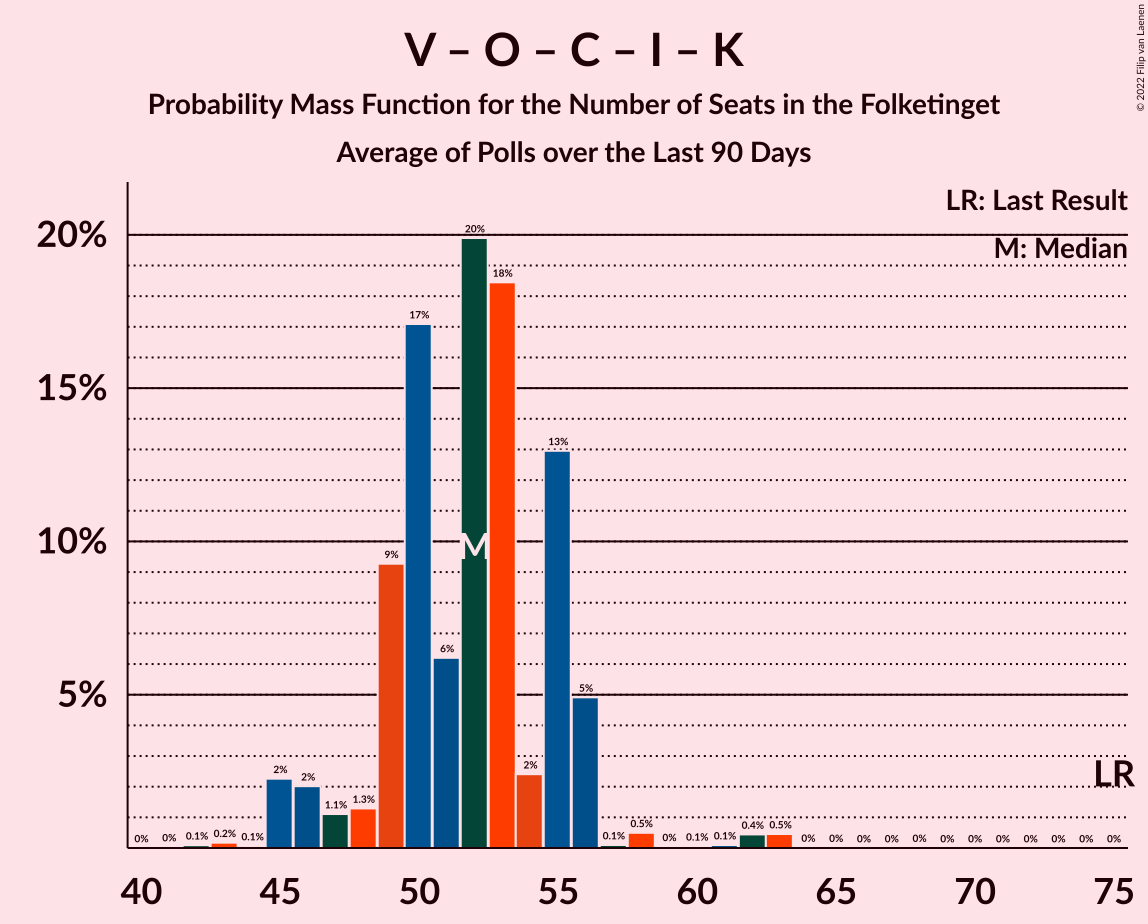 V – O – C – I – K
Probability Mass Function for the Number of Seats in the Folketinget
Average of Polls over the Last 90 Days
© 2022 Filip van Laenen
LR: Last Result
M: Median
20%
15%
10%
5%
0% 0% 0.1% 0.2% 0.1% 2% 2% 1.1% 1.3% 9% 17% 6% 20% 18% 2% 13% 5% 0.1% 0.5% 0% 0.1% 0.1% 0.4% 0.5% 0% 0% 0% 0% 0% 0% 0% 0% 0% 0% 0% 0%
M
LR
40 45 50 55 60 65 70 75